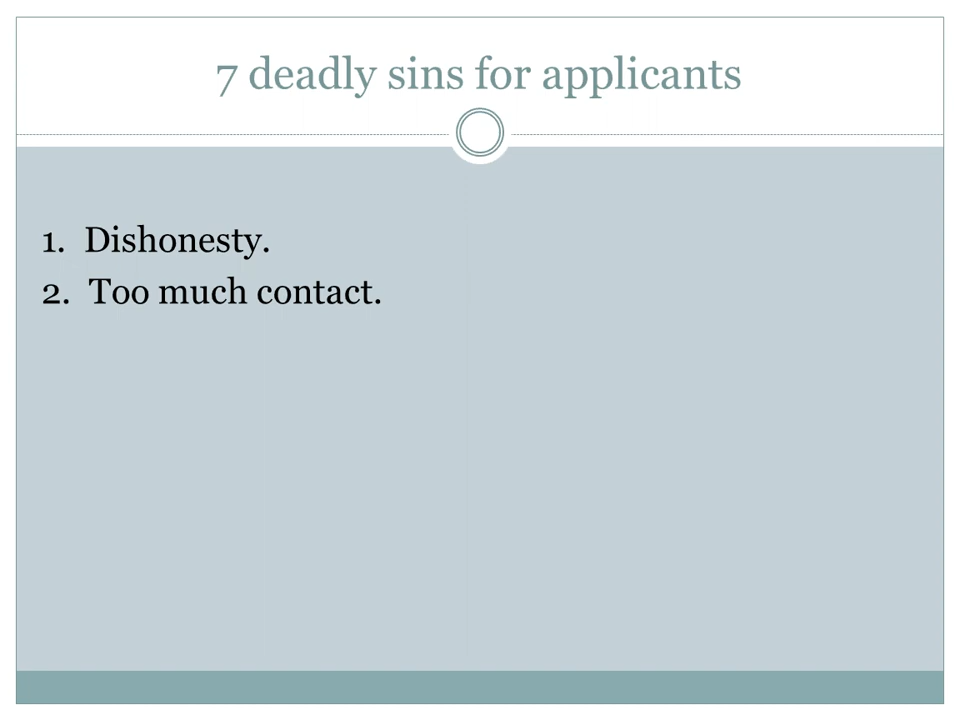 7 deadly sins for applicants
1. Dishonesty.
2. Too much contact.